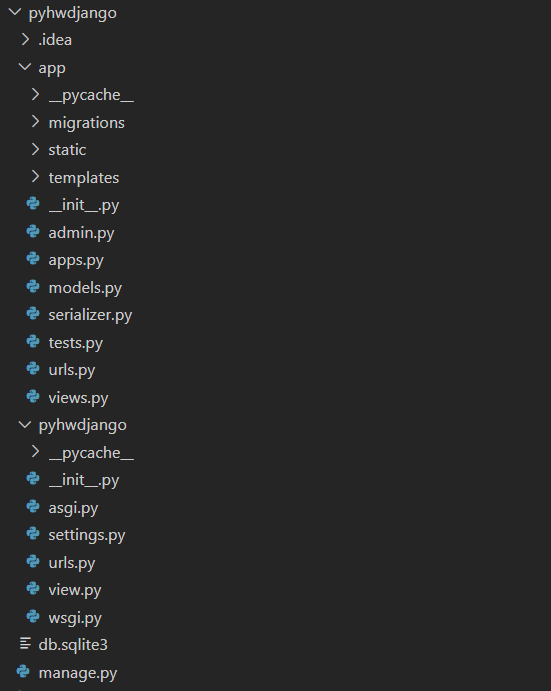 pyhwdjango
.idea
app
__pycache__
migrations
static
templates
__init__.py
admin.py
apps.py
models.py
serializer.py
tests.py
urls.py
views.py
pyhwdjango
__pycache__
__init__.py
asgi.py
settings.py
urls.py
view.py
wsgi.py
db.sqlite3
manage.py